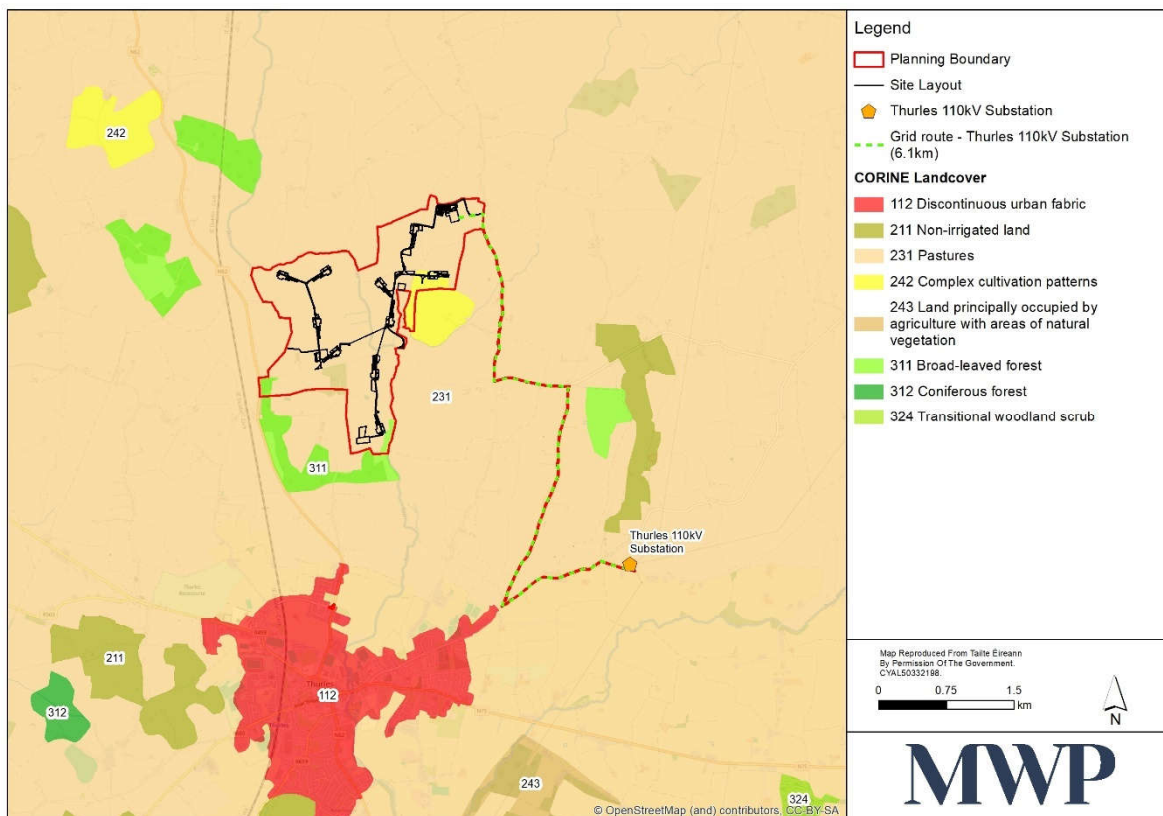 242
231
311
Thurles 110kV
Substation
211
312
Thurles
112
243
324
© OpenStreetMap (and) contributors, CC-BY-SA
Legend
Planning Boundary
Site Layout
Thurles 110kV Substation
Grid route - Thurles 110kV Substation
(6.1km)
CORINE Landcover
112 Discontinuous urban fabric
211 Non-irrigated land
231 Pastures
242 Complex cultivation patterns
243 Land principally occupied by
agriculture with areas of natural
vegetation
311 Broad-leaved forest
312 Coniferous forest
324 Transitional woodland scrub
Map Reproduced From Tailte Éireann
By Permission Of The Government.
CYAL50332198.
0 0.75 1.5
km
N
MWP